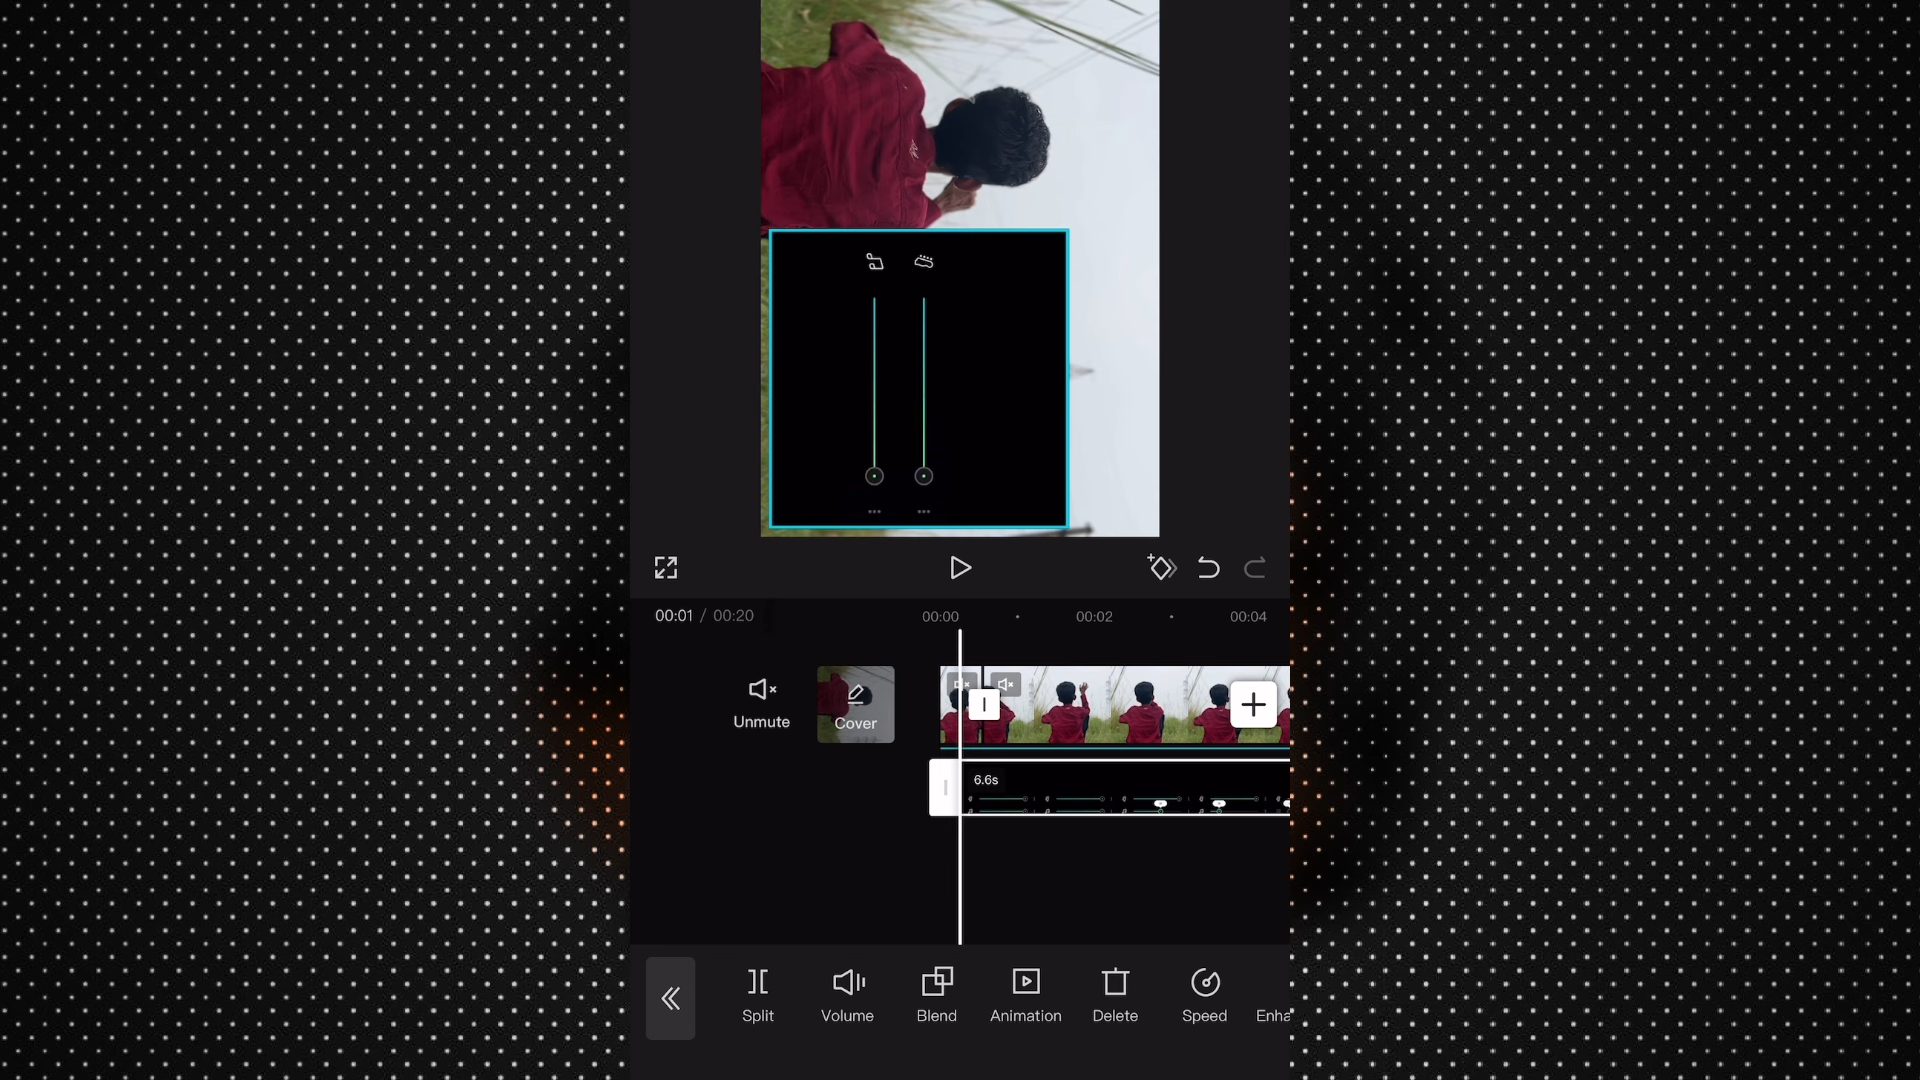 00:01 / 00:20
00:00
00:02
00:04
Unmute
Cover
6.6s
Split
Volume
Blend
Animation
Delete
Speed
Enha